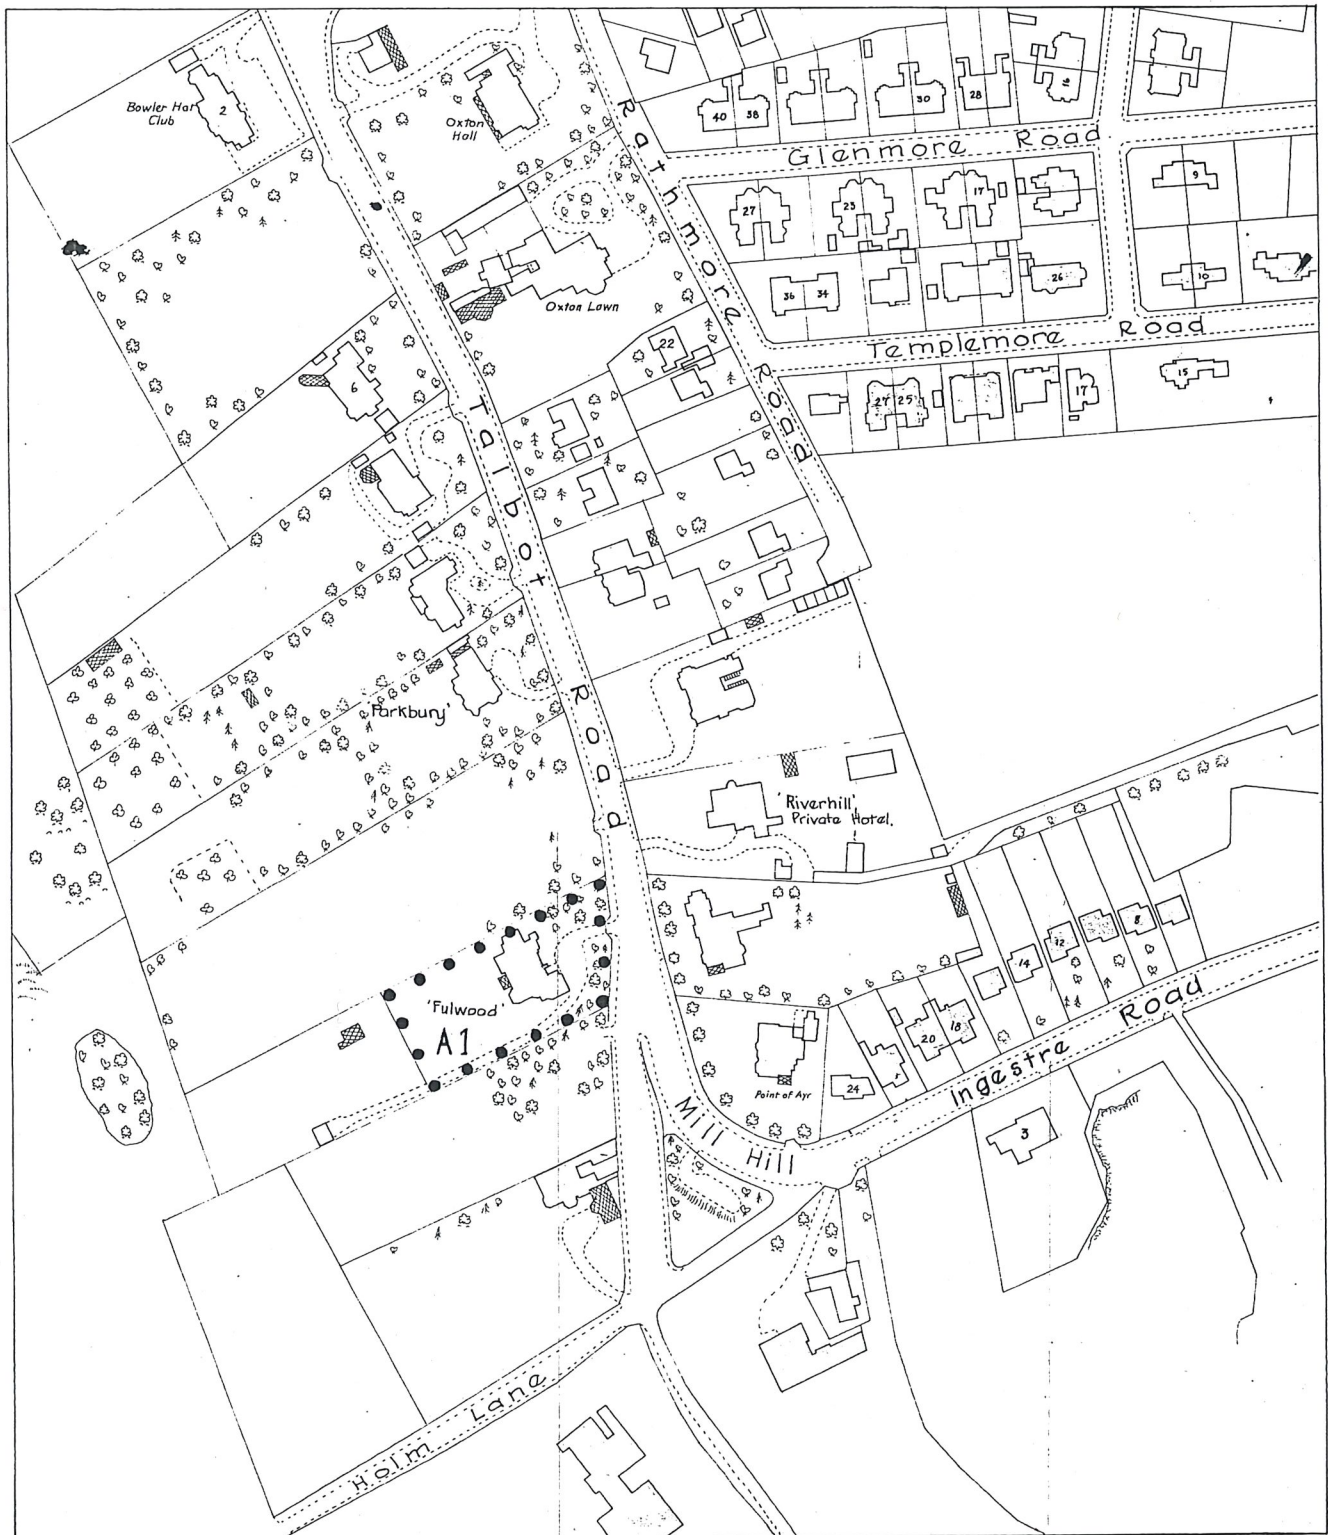 Bowler Hat
Club
2
Oxton
Hall
40 38
30
28
Glenmore Road
Rathmore Road
27
25
17
9
36 34
26
10
Oxton Lawn
22
Templemore Road
27 25
17
15
6
Talbot Road
'Parkbury'
'Riverhill'
Private Hotel.
'Fulwood'
A1
14
12
8
20
18
24
Point of Ayr
Ingestre Road
Mill Hill
3
Holm Lane